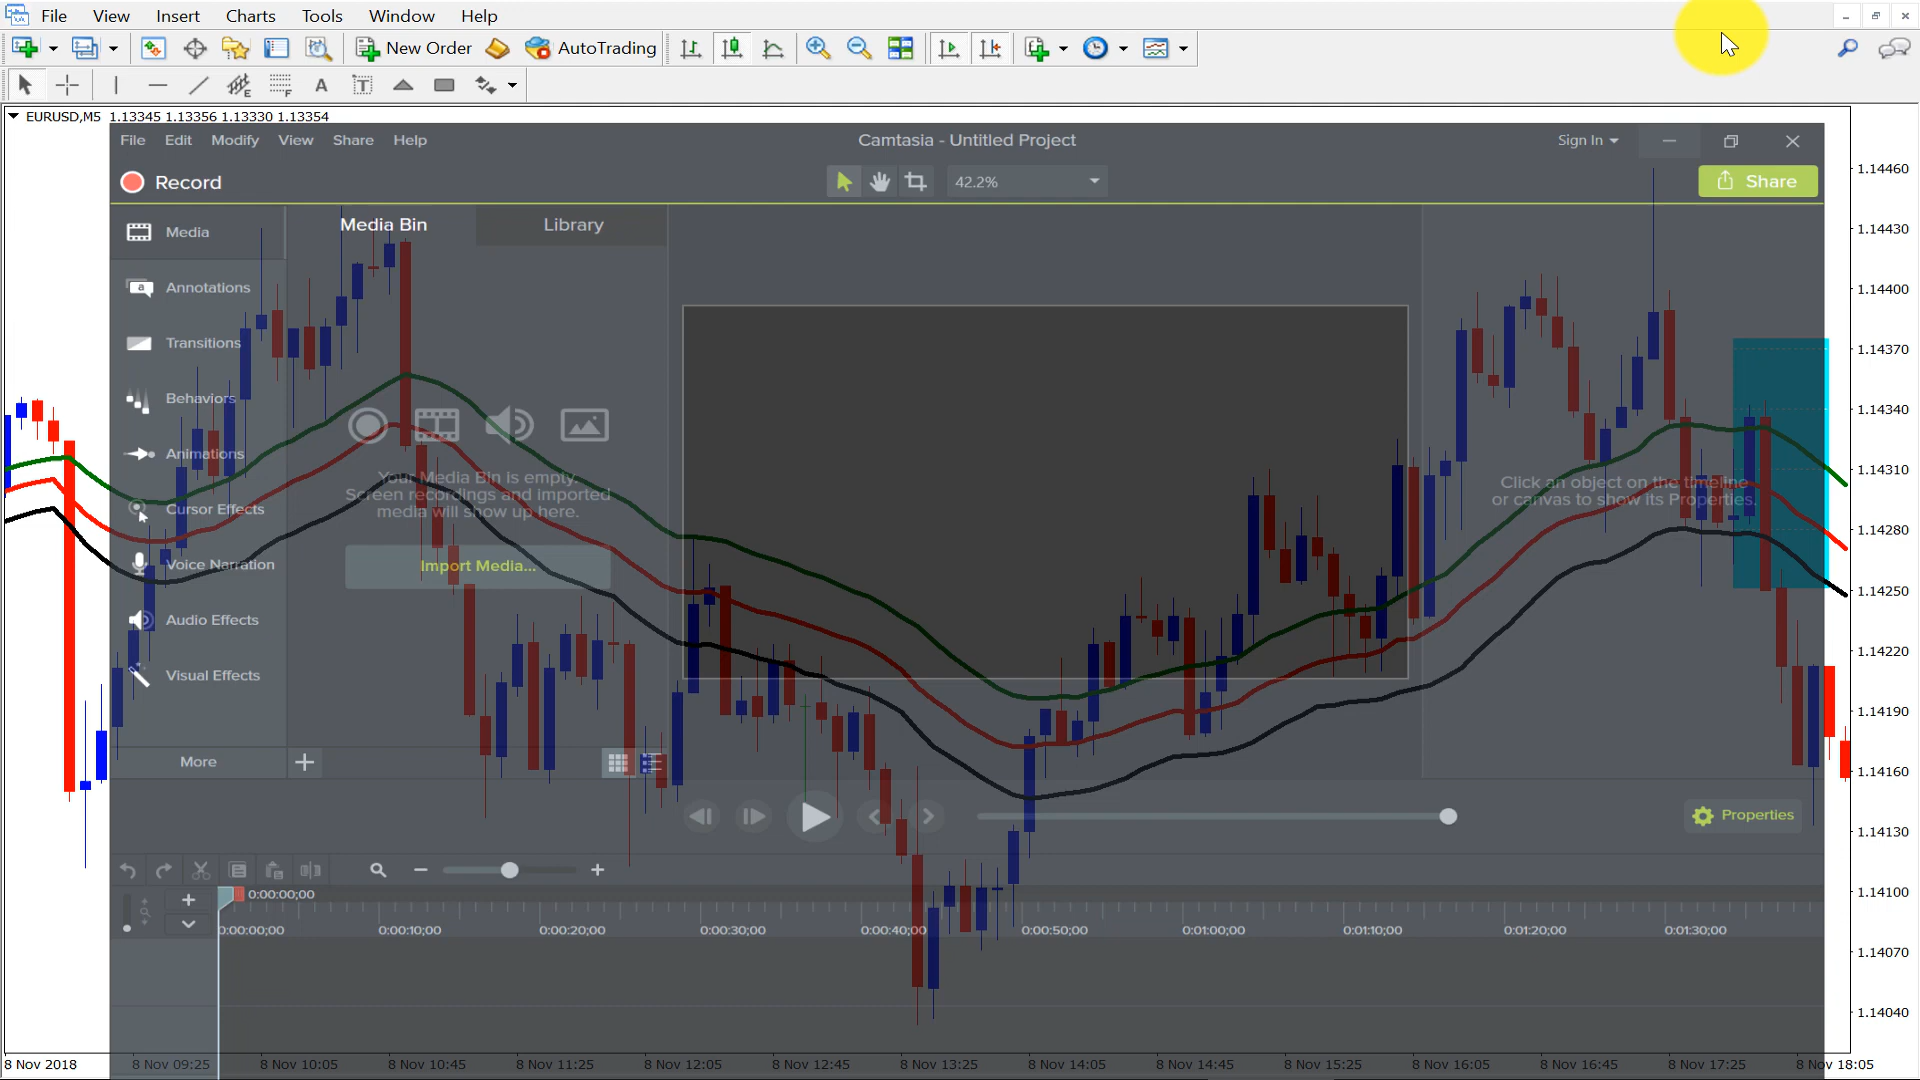 File View Insert Charts Tools Window Help
New Order AutoTrading
A T
EURUSD,M5 1.13345 1.13356 1.13330 1.13354
File Edit Modify View Share Help Camtasia - Untitled Project Sign In
Record 42.2% Share
Media Media Bin Library
Annotations
Transitions
Behaviors
Animations
Cursor Effects
Voice Narration
Audio Effects
Visual Effects
More
Your Media Bin is empty.
Screen recordings and imported
media will show up here.
Import Media...
Click an object on the timeline
or canvas to show its Properties.
Properties
0:00:00;00
0:00:00;00 0:00:10;00 0:00:20;00 0:00:30;00 0:00:40;00 0:00:50;00 0:01:00;00 0:01:10;00 0:01:20;00 0:01:30;00
1.14460
1.14430
1.14400
1.14370
1.14340
1.14310
1.14280
1.14250
1.14220
1.14190
1.14160
1.14130
1.14100
1.14070
1.14040
8 Nov 2018 8 Nov 09:25 8 Nov 10:05 8 Nov 10:45 8 Nov 11:25 8 Nov 12:05 8 Nov 12:45 8 Nov 13:25 8 Nov 14:05 8 Nov 14:45 8 Nov 15:25 8 Nov 16:05 8 Nov 16:45 8 Nov 17:25 8 Nov 18:05